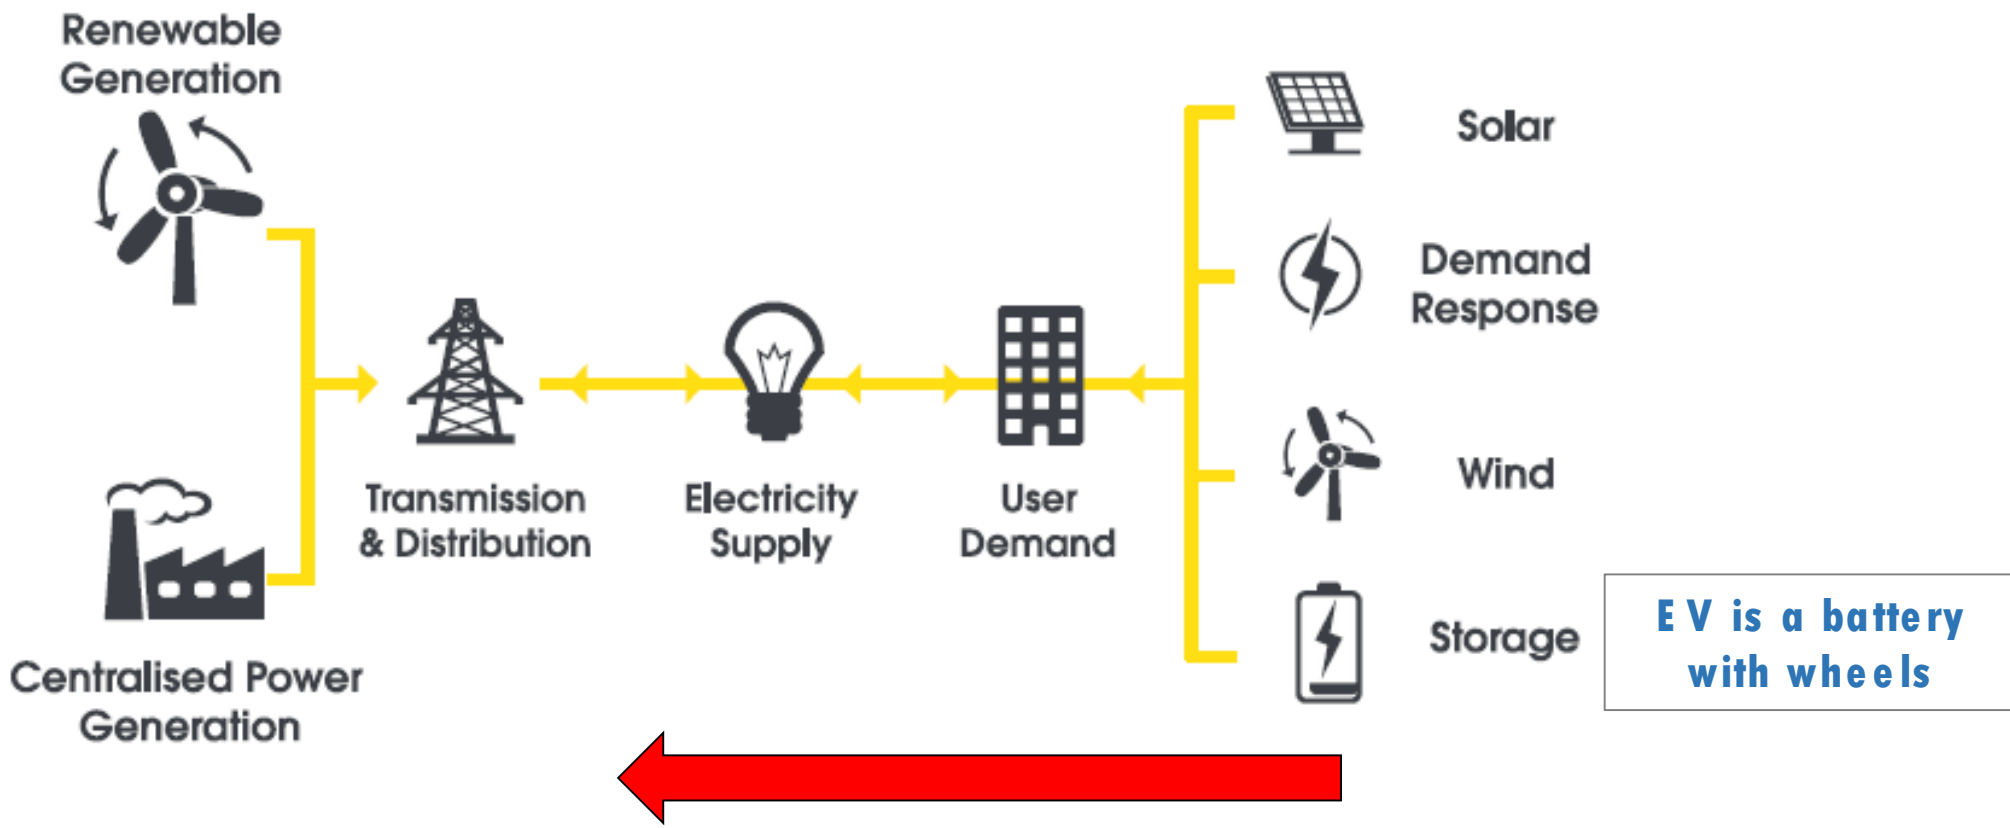 Renewable
Generation
Solar
Demand
Response
Transmission
& Distribution
Electricity
Supply
User
Demand
Wind
Storage
EV is a battery
with wheels
Centralised Power
Generation